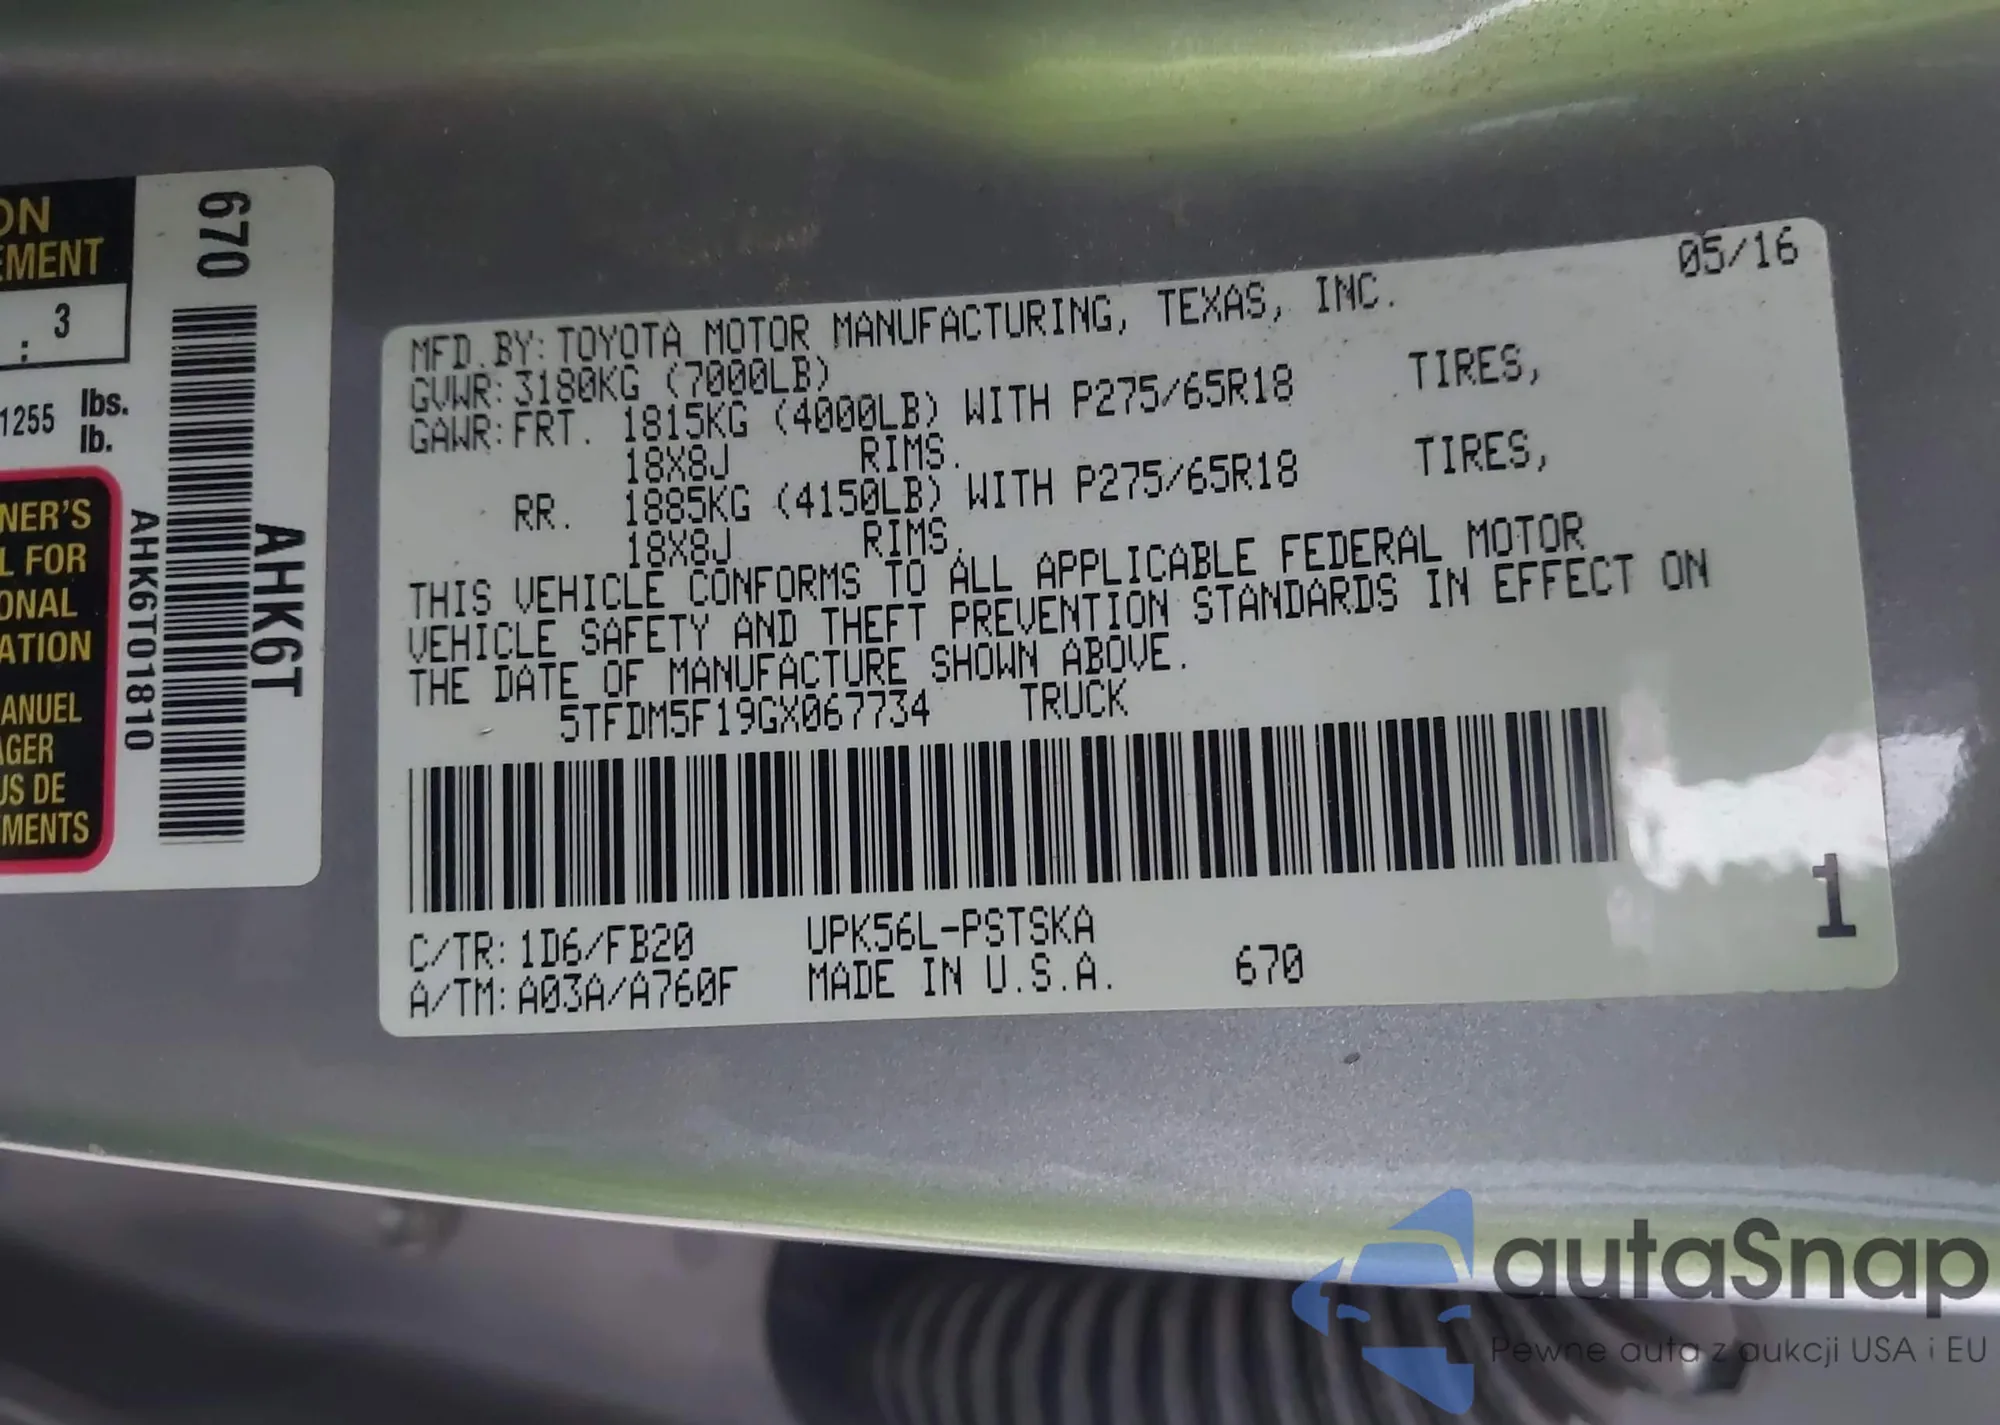 ON
EMENT
: 3
1255 lbs.
lb.
NER'S
L FOR
ONAL
ATION
ANUEL
AGER
US DE
MENTS
670
AHK6T
AHK6T01810
05/16
MFD.BY:TOYOTA MOTOR MANUFACTURING, TEXAS, INC.
GVWR:3180KG (7000LB)
GAWR:FRT. 1815KG (4000LB) WITH P275/65R18 TIRES,
18X8J RIMS.
RR. 1885KG (4150LB) WITH P275/65R18 TIRES,
18X8J RIMS.
THIS VEHICLE CONFORMS TO ALL APPLICABLE FEDERAL MOTOR
VEHICLE SAFETY AND THEFT PREVENTION STANDARDS IN EFFECT ON
THE DATE OF MANUFACTURE SHOWN ABOVE.
5TFDM5F19GX067734 TRUCK
C/TR:1D6/FB20 UPK56L-PSTSKA
A/TM:A03A/A760F MADE IN U.S.A. 670
1
autaSnap
Pewne auta z aukcji USA i EU